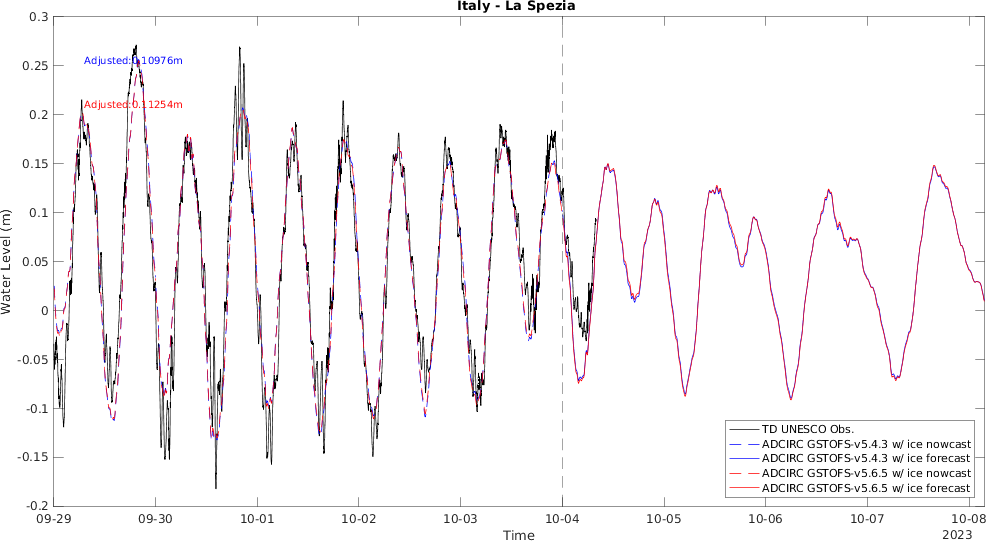 Italy - La Spezia
Water Level (m)
0.3
0.25
0.2
0.15
0.1
0.05
0
-0.05
-0.1
-0.15
-0.2
Adjusted:0.10976m
Adjusted:0.11254m
TD UNESCO Obs.
ADCIRC GSTOFS-v5.4.3 w/ ice nowcast
ADCIRC GSTOFS-v5.4.3 w/ ice forecast
ADCIRC GSTOFS-v5.6.5 w/ ice nowcast
ADCIRC GSTOFS-v5.6.5 w/ ice forecast
09-29 09-30 10-01 10-02 10-03 10-04 10-05 10-06 10-07 10-08
Time
2023